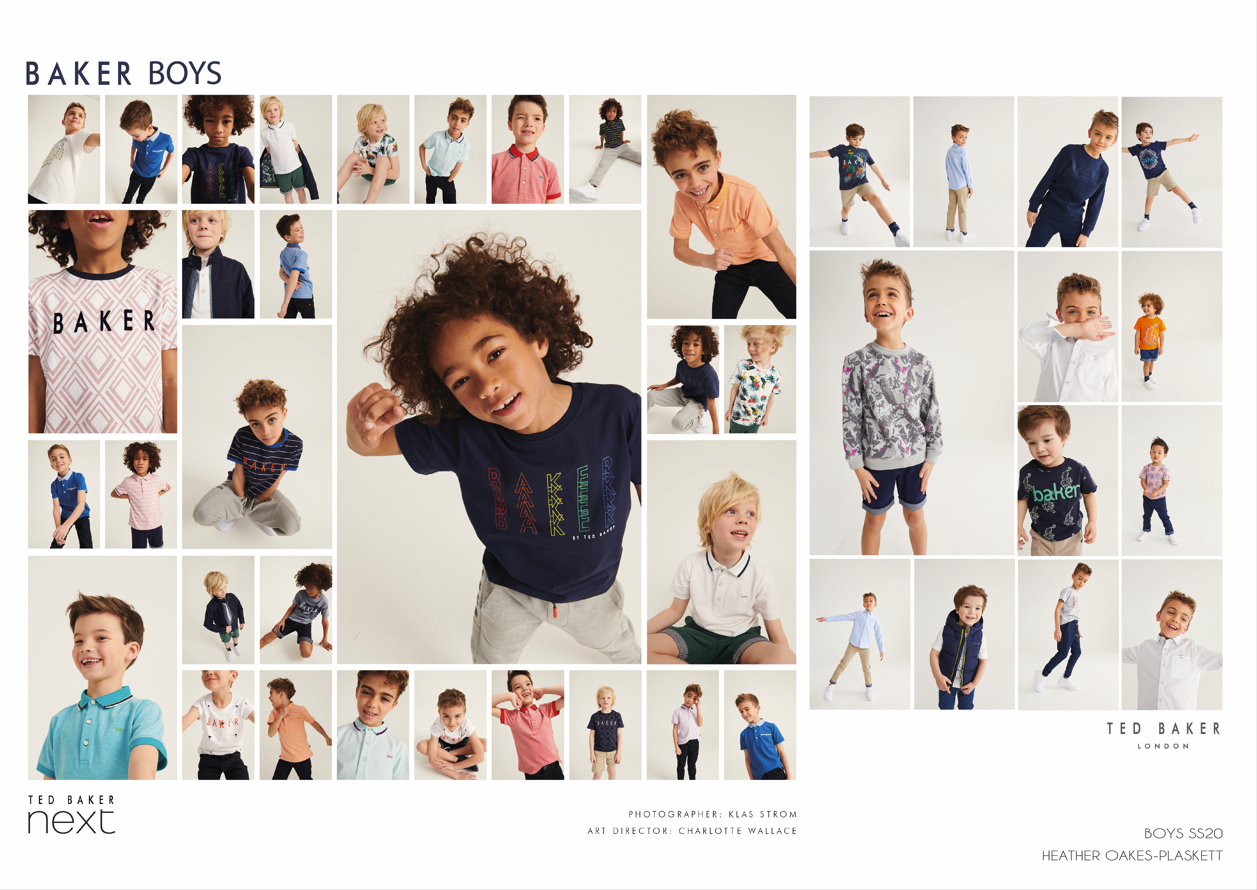 BAKER BOYS
BAKER
BAKER
BAKER
BY TED BAKER
baker
BAKER
BAKER
TED BAKER
LONDON
TED BAKER
next
PHOTOGRAPHER: KLAS STROM
ART DIRECTOR: CHARLOTTE WALLACE
BOYS SS20
HEATHER OAKES-PLASKETT